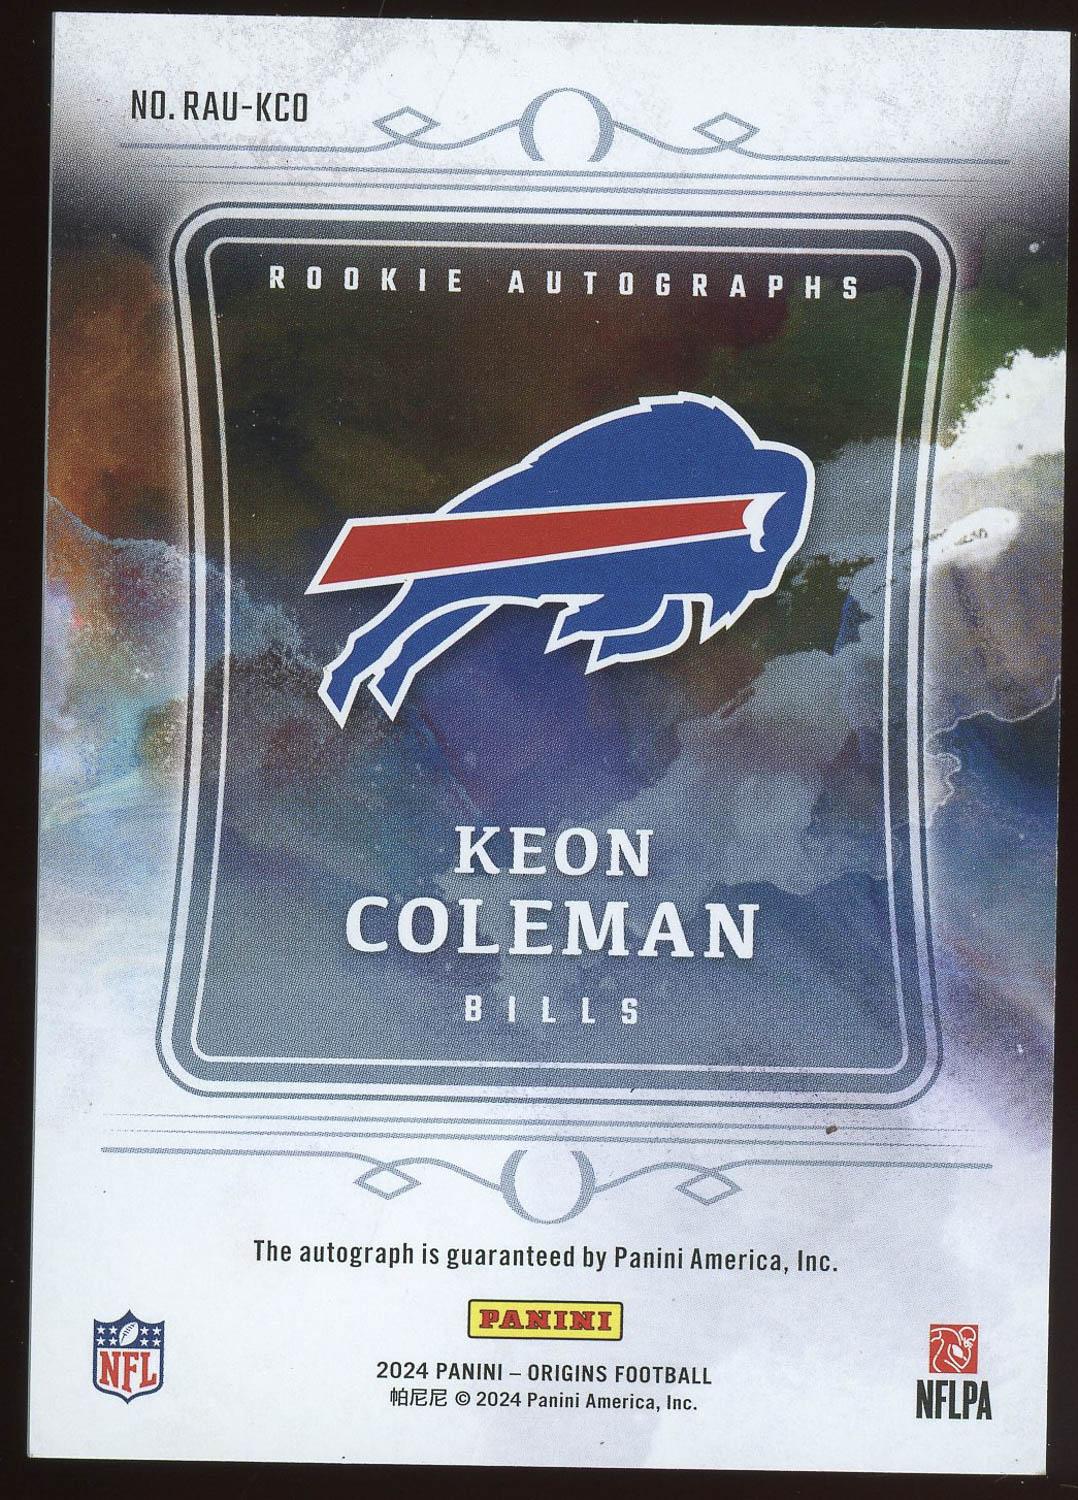 NO. RAU-KCO
ROOKIE AUTOGRAPHS
KEON
COLEMAN
BILLS
The autograph is guaranteed by Panini America, Inc.
PANINI
NFL
2024 PANINI – ORIGINS FOOTBALL
帕尼尼 © 2024 Panini America, Inc.
NFLPA